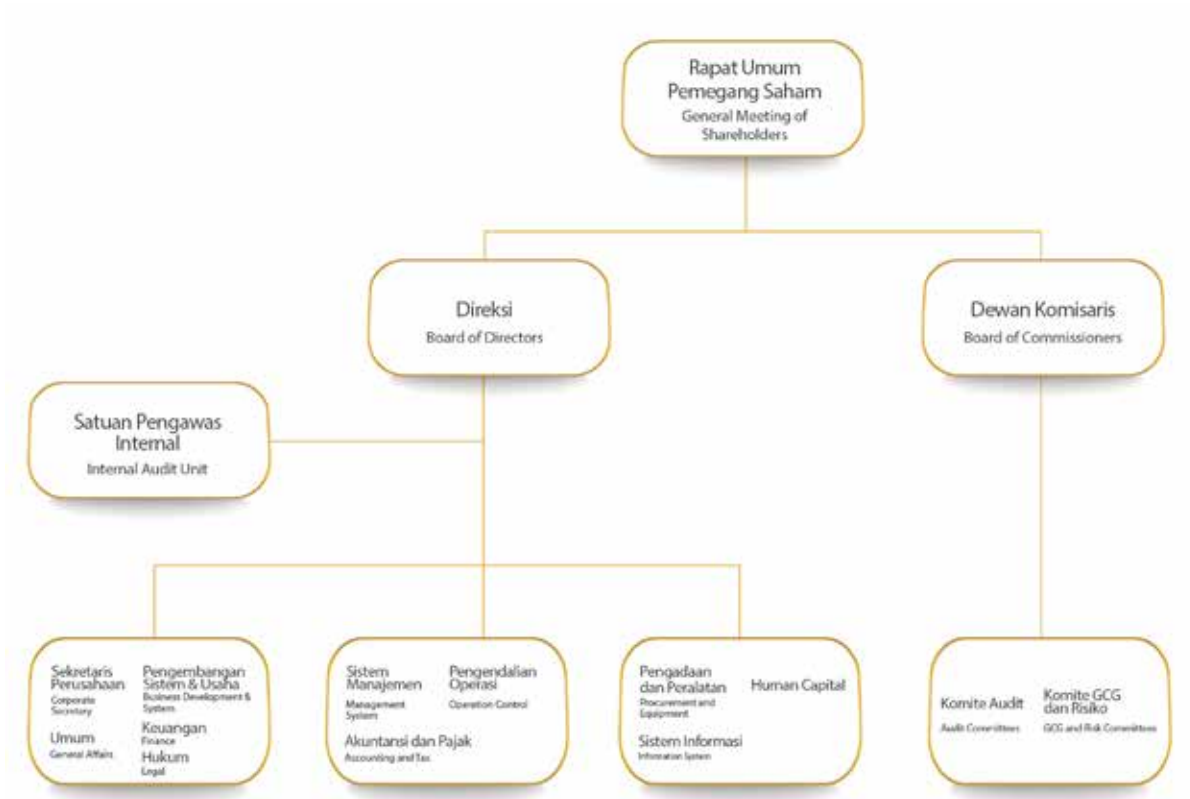 Rapat Umum
Pemegang Saham
General Meeting of
Shareholders
Direksi
Board of Directors
Dewan Komisaris
Board of Commissioners
Satuan Pengawas
Internal
Internal Audit Unit
Sekretaris
Perusahaan
Corporate
Secretary
Umum
General Affairs
Pengembangan
Sistem & Usaha
Business Development &
System
Keuangan
Finance
Hukum
Legal
Sistem
Manajemen
Management
System
Pengendalian
Operasi
Operation Control
Akuntansi dan Pajak
Accounting and Tax
Pengadaan
dan Peralatan
Procurement and
Equipment
Human Capital
Sistem Informasi
Information System
Komite Audit
Audit Committees
Komite GCG
dan Risiko
GCG and Risk Committees